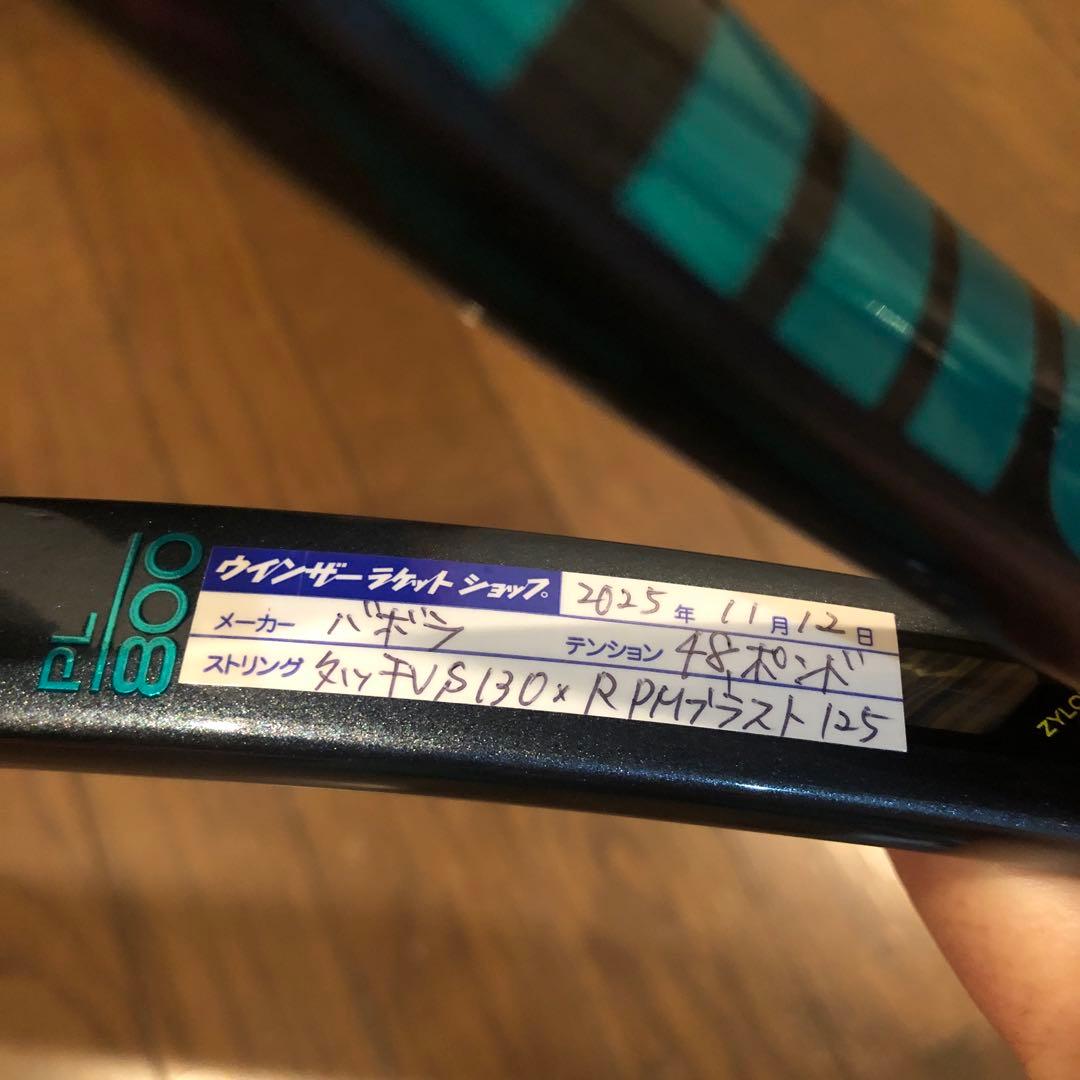 PL
800
ウインザーラケットショップ。 2025年 11月12日
メーカー バボラ テンション 48ポンド
ストリング タッチVS130×RPMブラスト125
ZYLO